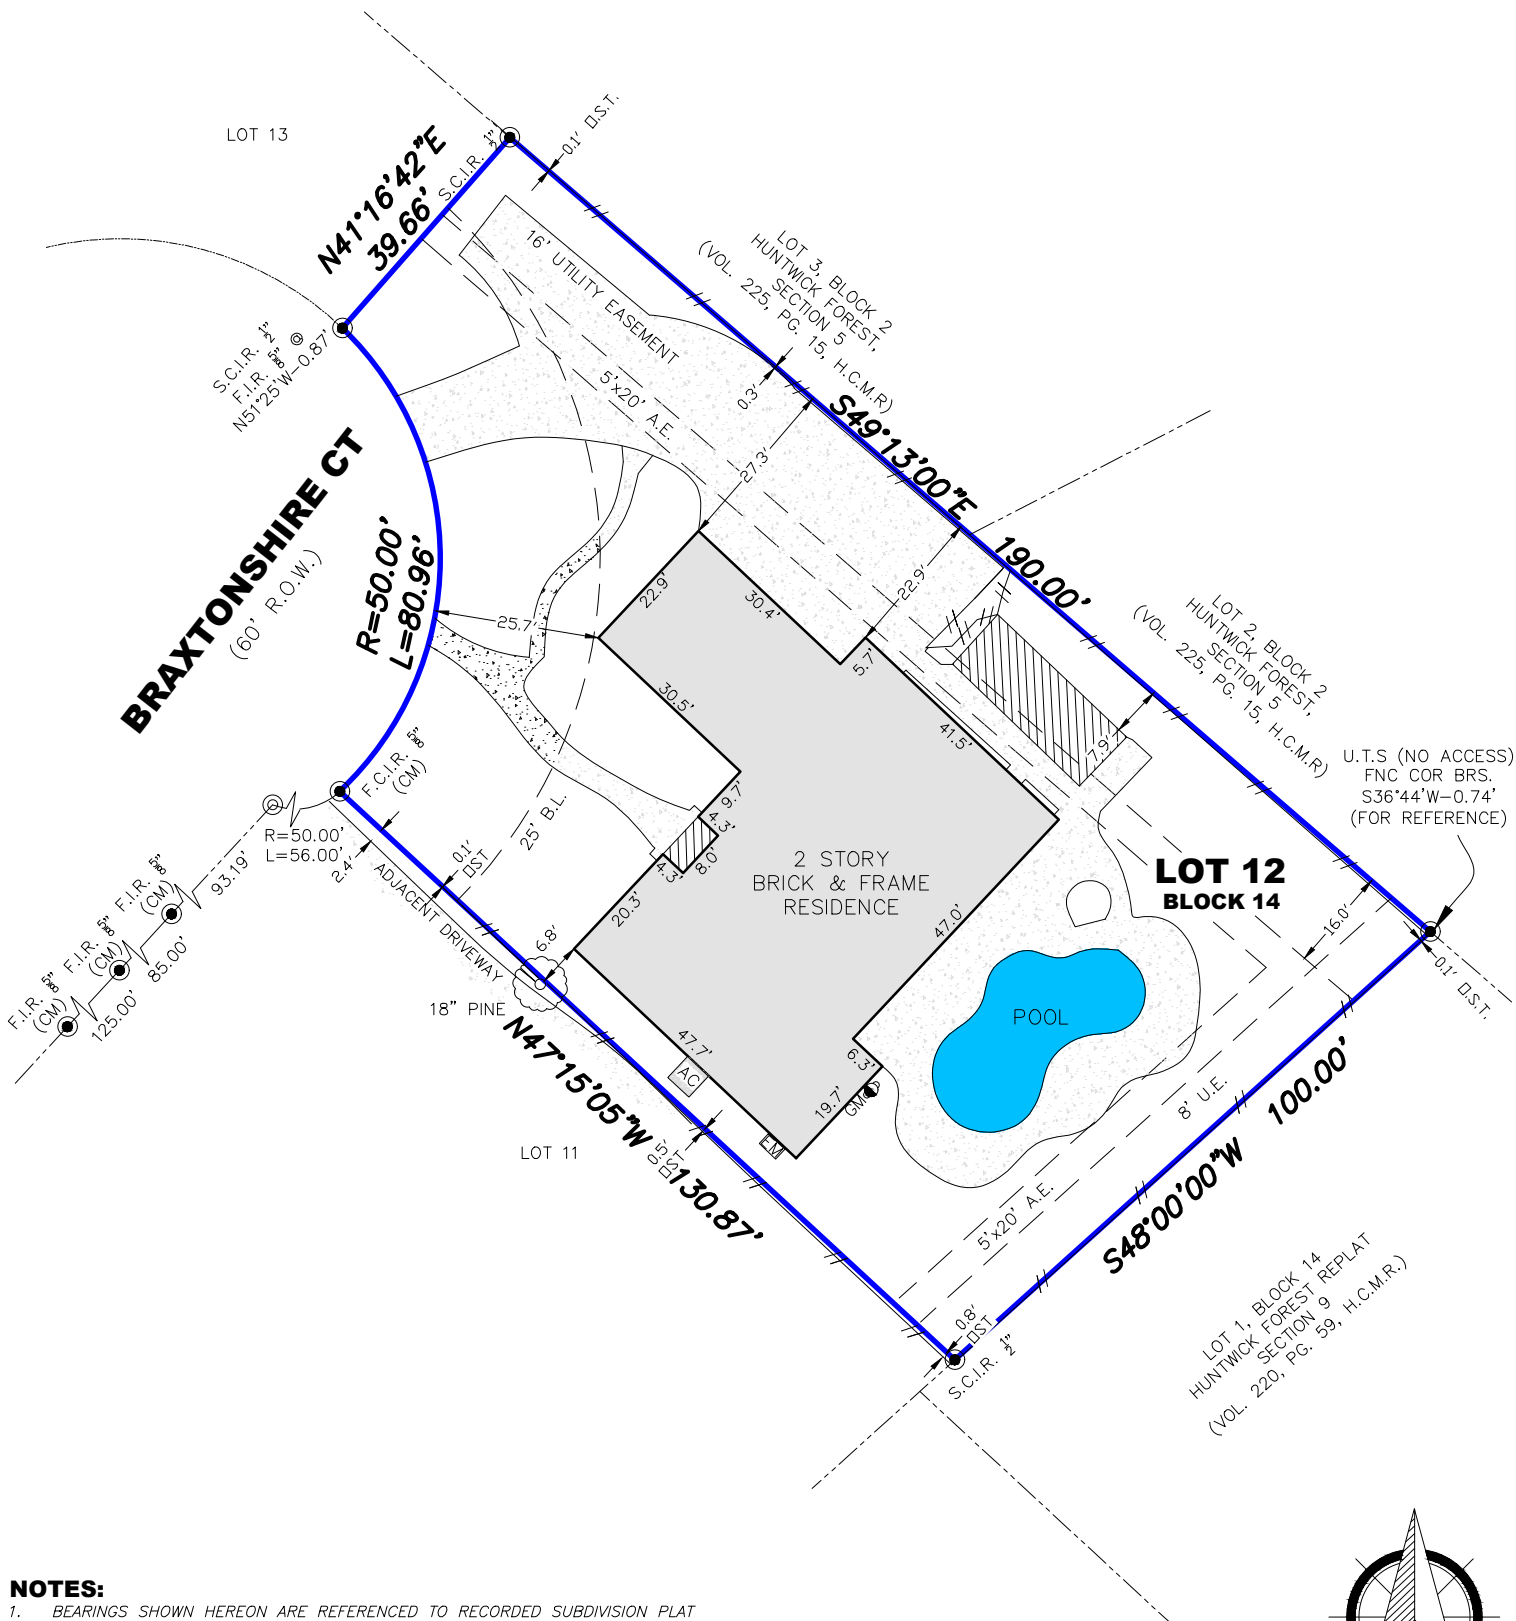 LOT 13
S.C.I.R. ½"
0.1' □.S.T.
N41°16'42"E
39.66'
16' UTILITY EASEMENT
LOT 3, BLOCK 2
HUNTWICK FOREST,
SECTION 5
(VOL. 225, PG. 15, H.C.M.R)
S.C.I.R. ½" @
F.I.R. ⅝"
N51°25'W-0.87'
5'x20' A.E.
0.3'
27.3'
S49°13'00"E 190.00'
BRAXTONSHIRE CT
(60' R.O.W.)
R=50.00'
L=80.96'
25.7'
22.9'
30.4'
22.9'
5.7'
30.5'
41.5'
7.9'
LOT 2, BLOCK 2
HUNTWICK FOREST,
SECTION 5
(VOL. 225, PG. 15, H.C.M.R)
U.T.S (NO ACCESS)
FNC COR BRS.
S36°44'W-0.74'
(FOR REFERENCE)
F.C.I.R. ⅝"
(CM)
R=50.00'
L=56.00'
2.4'
ADJACENT DRIVEWAY
0.1'
□ST
25' B.L.
9.7'
4.3'
8.0'
4.3'
20.3'
6.8'
2 STORY
BRICK & FRAME
RESIDENCE
47.0'
LOT 12
BLOCK 14
16.0'
0.1' □.S.T.
93.19'
F.I.R. ⅝"
(CM)
85.00'
F.I.R. ⅝"
(CM)
125.00'
F.I.R. ⅝"
(CM)
18" PINE
POOL
47.7'
AC
6.3'
19.7'
GM
EM
N47°15'05"W 130.87'
0.5'
□ST
LOT 11
8' U.E.
5'x20' A.E.
S48°00'00"W 100.00'
0.8'
□ST
S.C.I.R. ½"
LOT 1, BLOCK 14
HUNTWICK FOREST REPLAT
SECTION 9
(VOL. 220, PG. 59, H.C.M.R.)
NOTES:
1. BEARINGS SHOWN HEREON ARE REFERENCED TO RECORDED SUBDIVISION PLAT